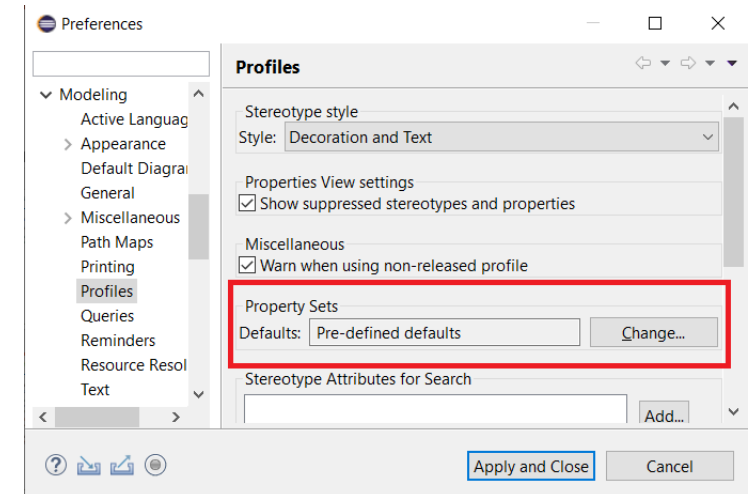 Preferences
Profiles
Modeling
Active Languag
Appearance
Default Diagra
General
Miscellaneous
Path Maps
Printing
Profiles
Queries
Reminders
Resource Resol
Text
Stereotype style
Style: Decoration and Text
Properties View settings
Show suppressed stereotypes and properties
Miscellaneous
Warn when using non-released profile
Property Sets
Defaults: Pre-defined defaults Change...
Stereotype Attributes for Search
Add...
Apply and Close Cancel